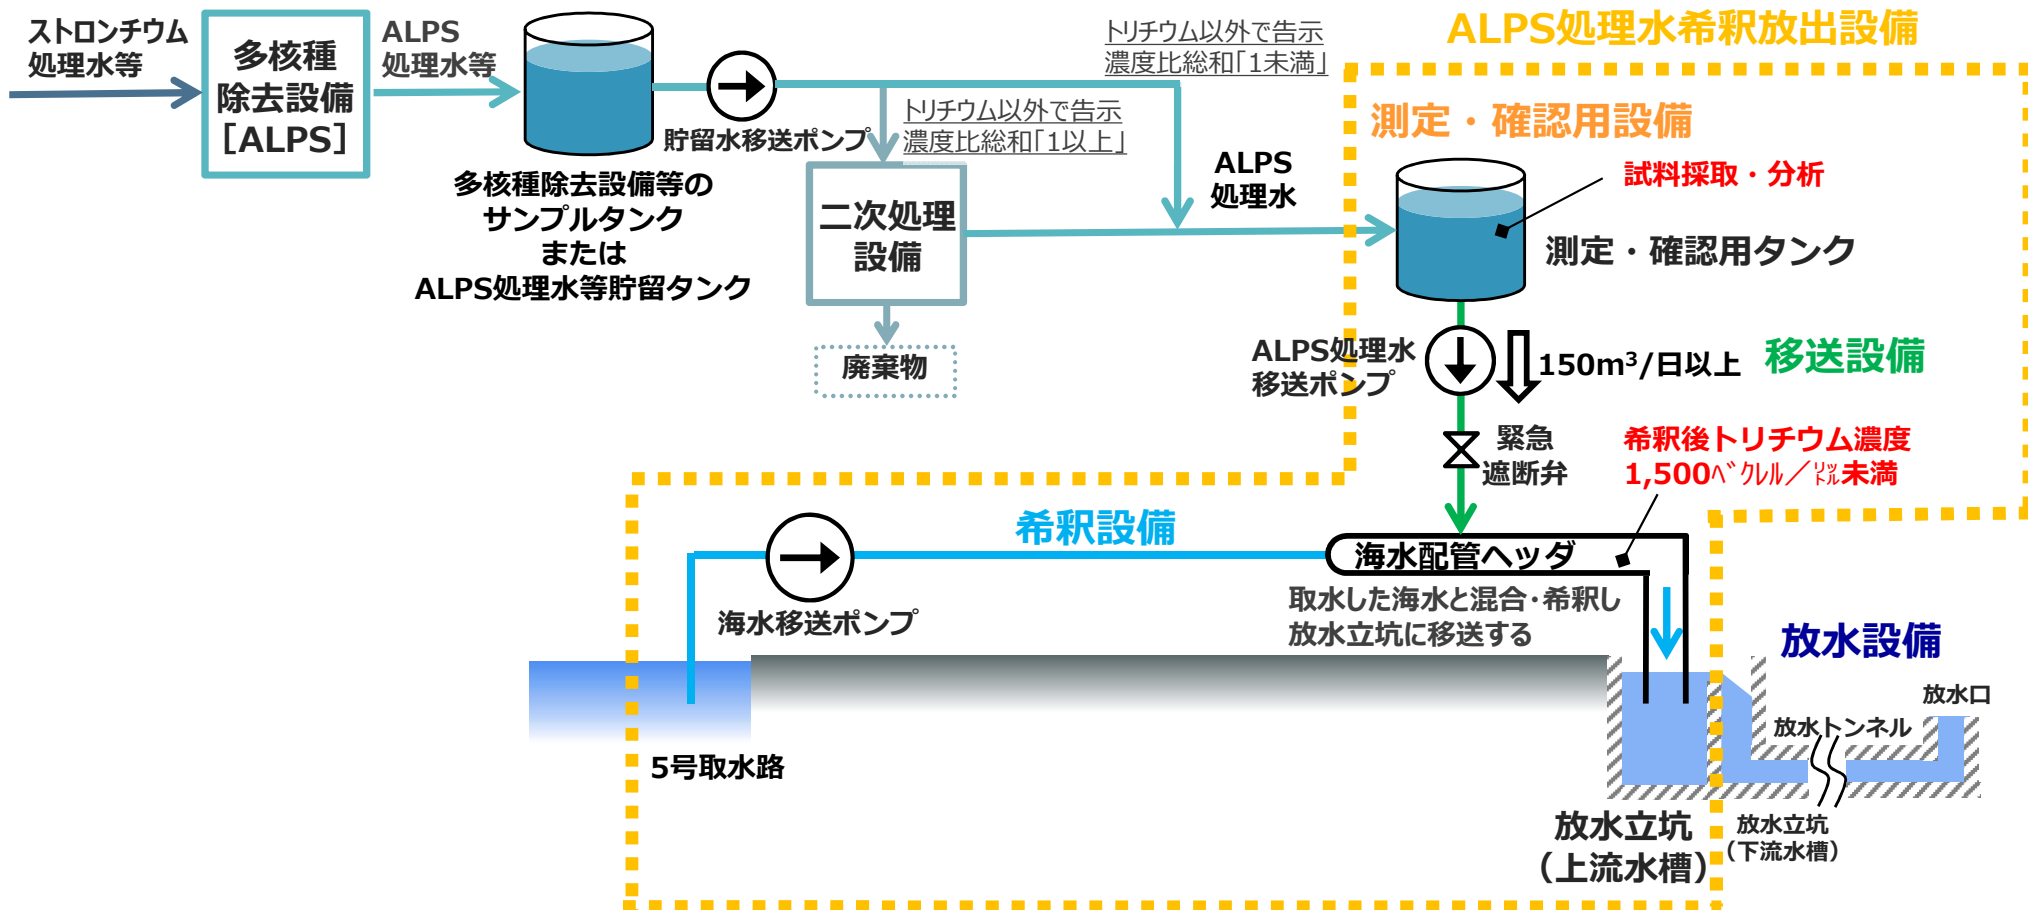 ストロンチウム
処理水等
多核種
除去設備
[ALPS]
ALPS
処理水等
貯留水移送ポンプ
多核種除去設備等の
サンプルタンク
または
ALPS処理水等貯留タンク
トリチウム以外で告示
濃度比総和「1以上」
トリチウム以外で告示
濃度比総和「1未満」
二次処理
設備
廃棄物
ALPS
処理水
ALPS処理水希釈放出設備
測定・確認用設備
試料採取・分析
測定・確認用タンク
ALPS処理水
移送ポンプ
150m³/日以上
移送設備
緊急
遮断弁
希釈後トリチウム濃度
1,500ﾍﾞｸﾚﾙ／㍑未満
希釈設備
海水移送ポンプ
海水配管ヘッダ
取水した海水と混合・希釈し
放水立坑に移送する
5号取水路
放水設備
放水口
放水トンネル
放水立坑
（上流水槽）
放水立坑
（下流水槽）